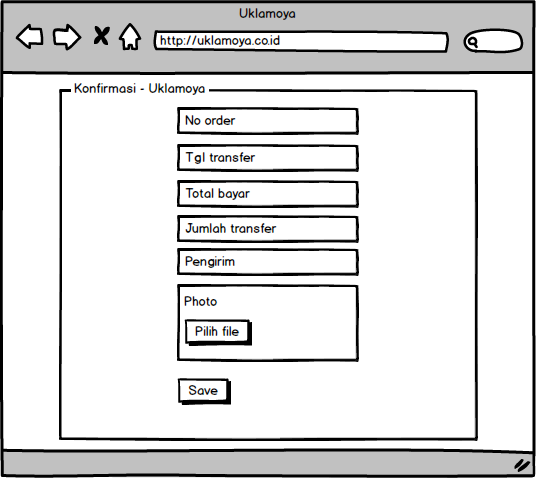 Uklamoya
http://uklamoya.co.id
Konfirmasi - Uklamoya
No order
Tgl transfer
Total bayar
Jumlah transfer
Pengirim
Photo
Pilih file
Save